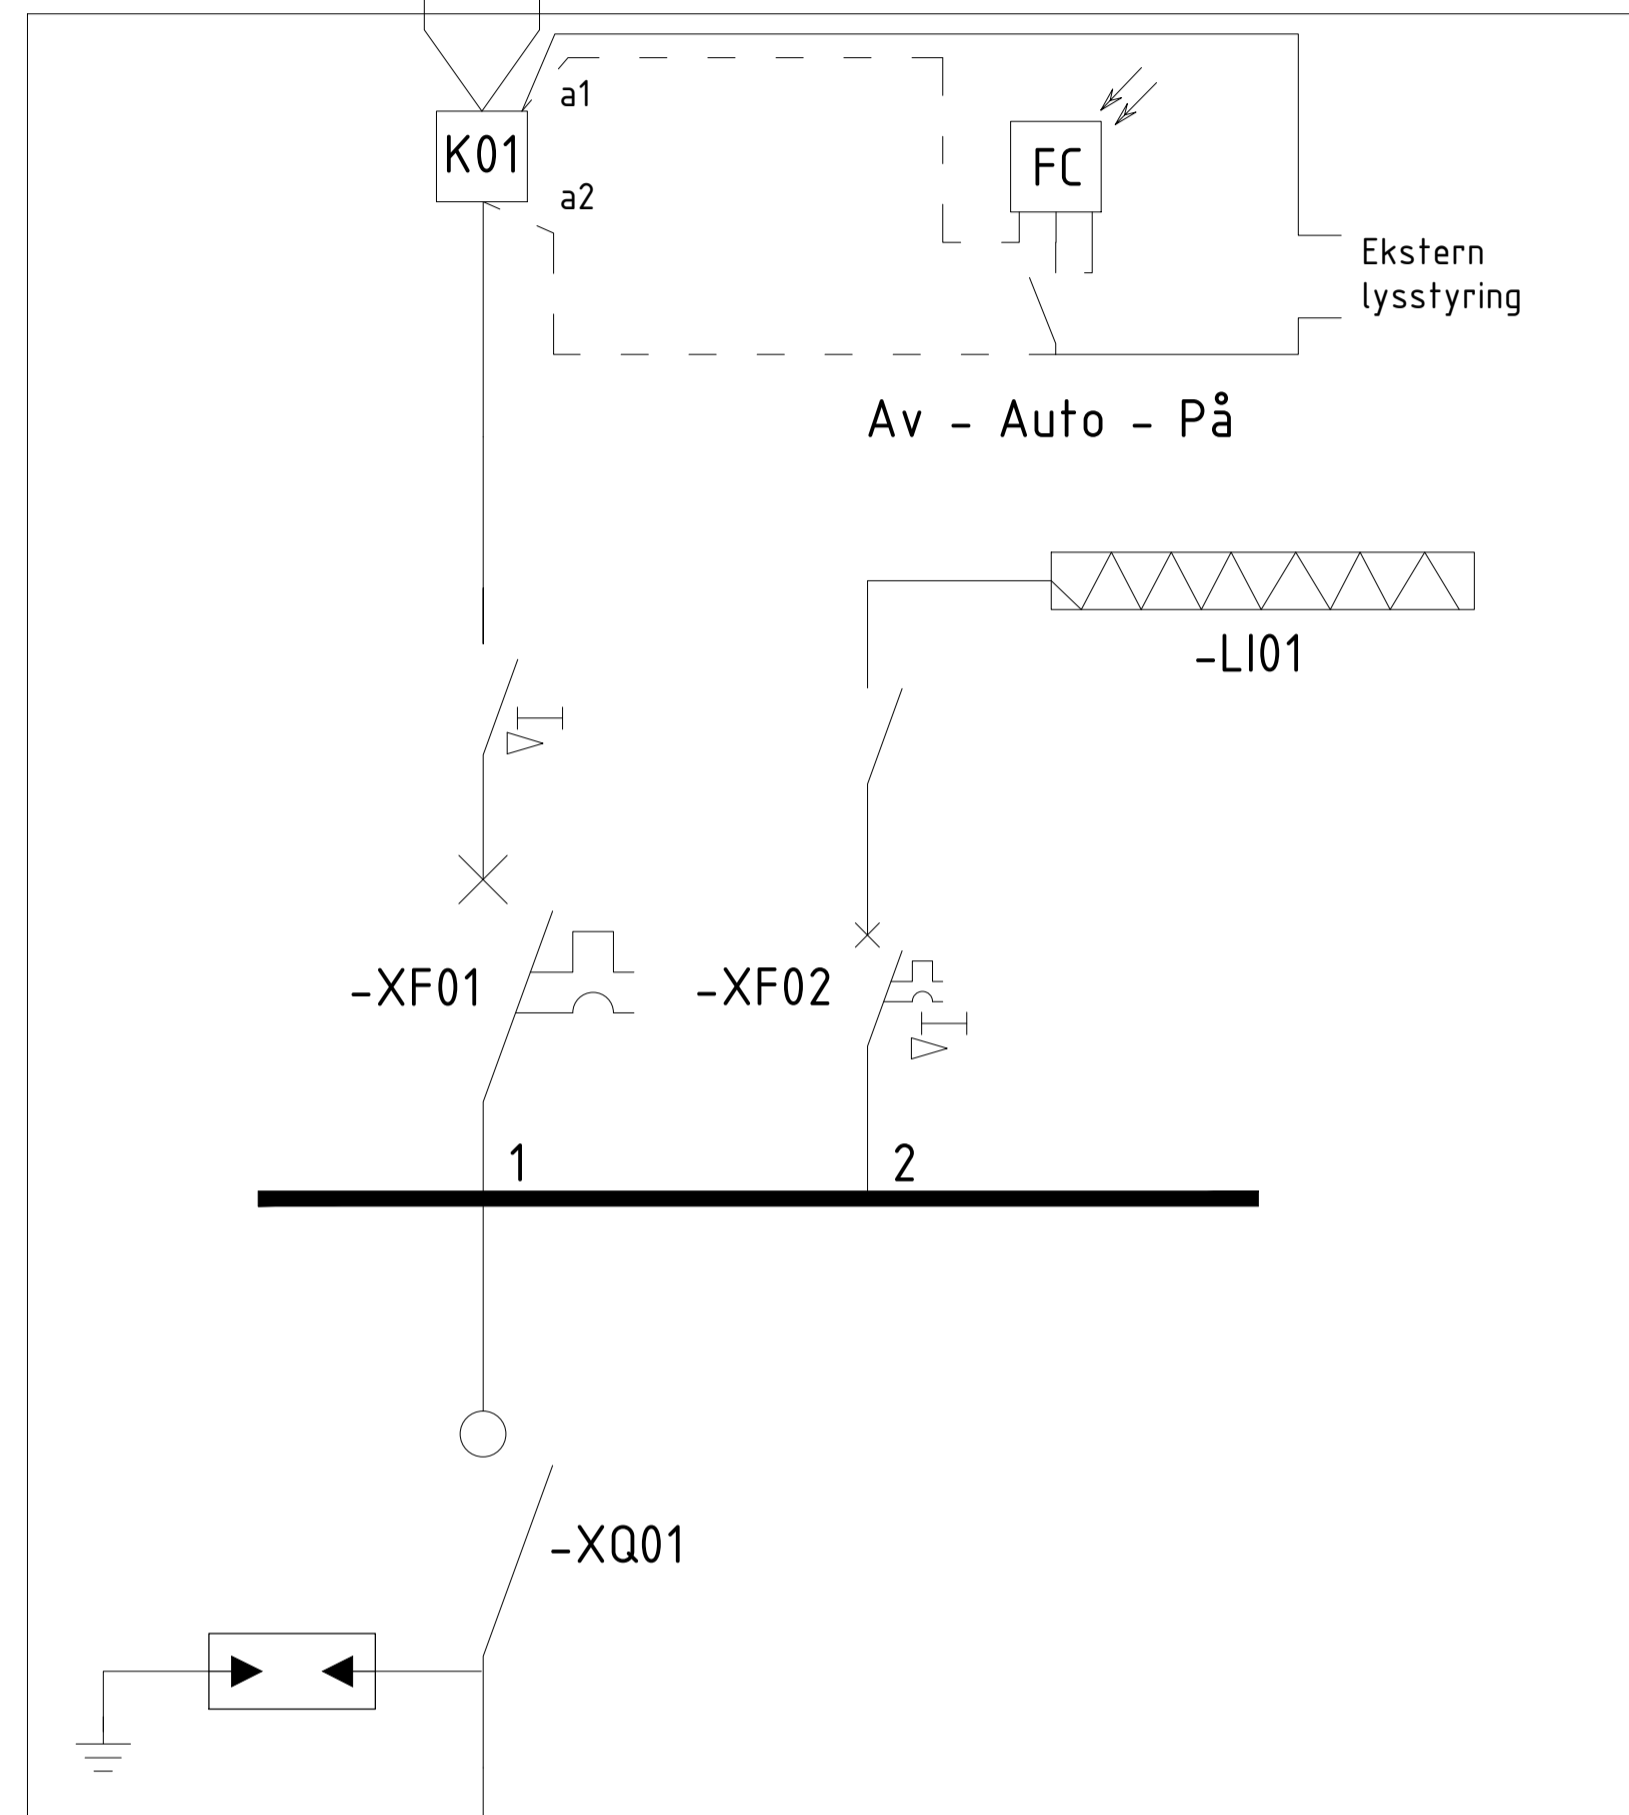 a1
K01
a2
FC
Ekstern
lysstyring
Av - Auto - På
-LI01
-XF01
-XF02
1
2
-XQ01